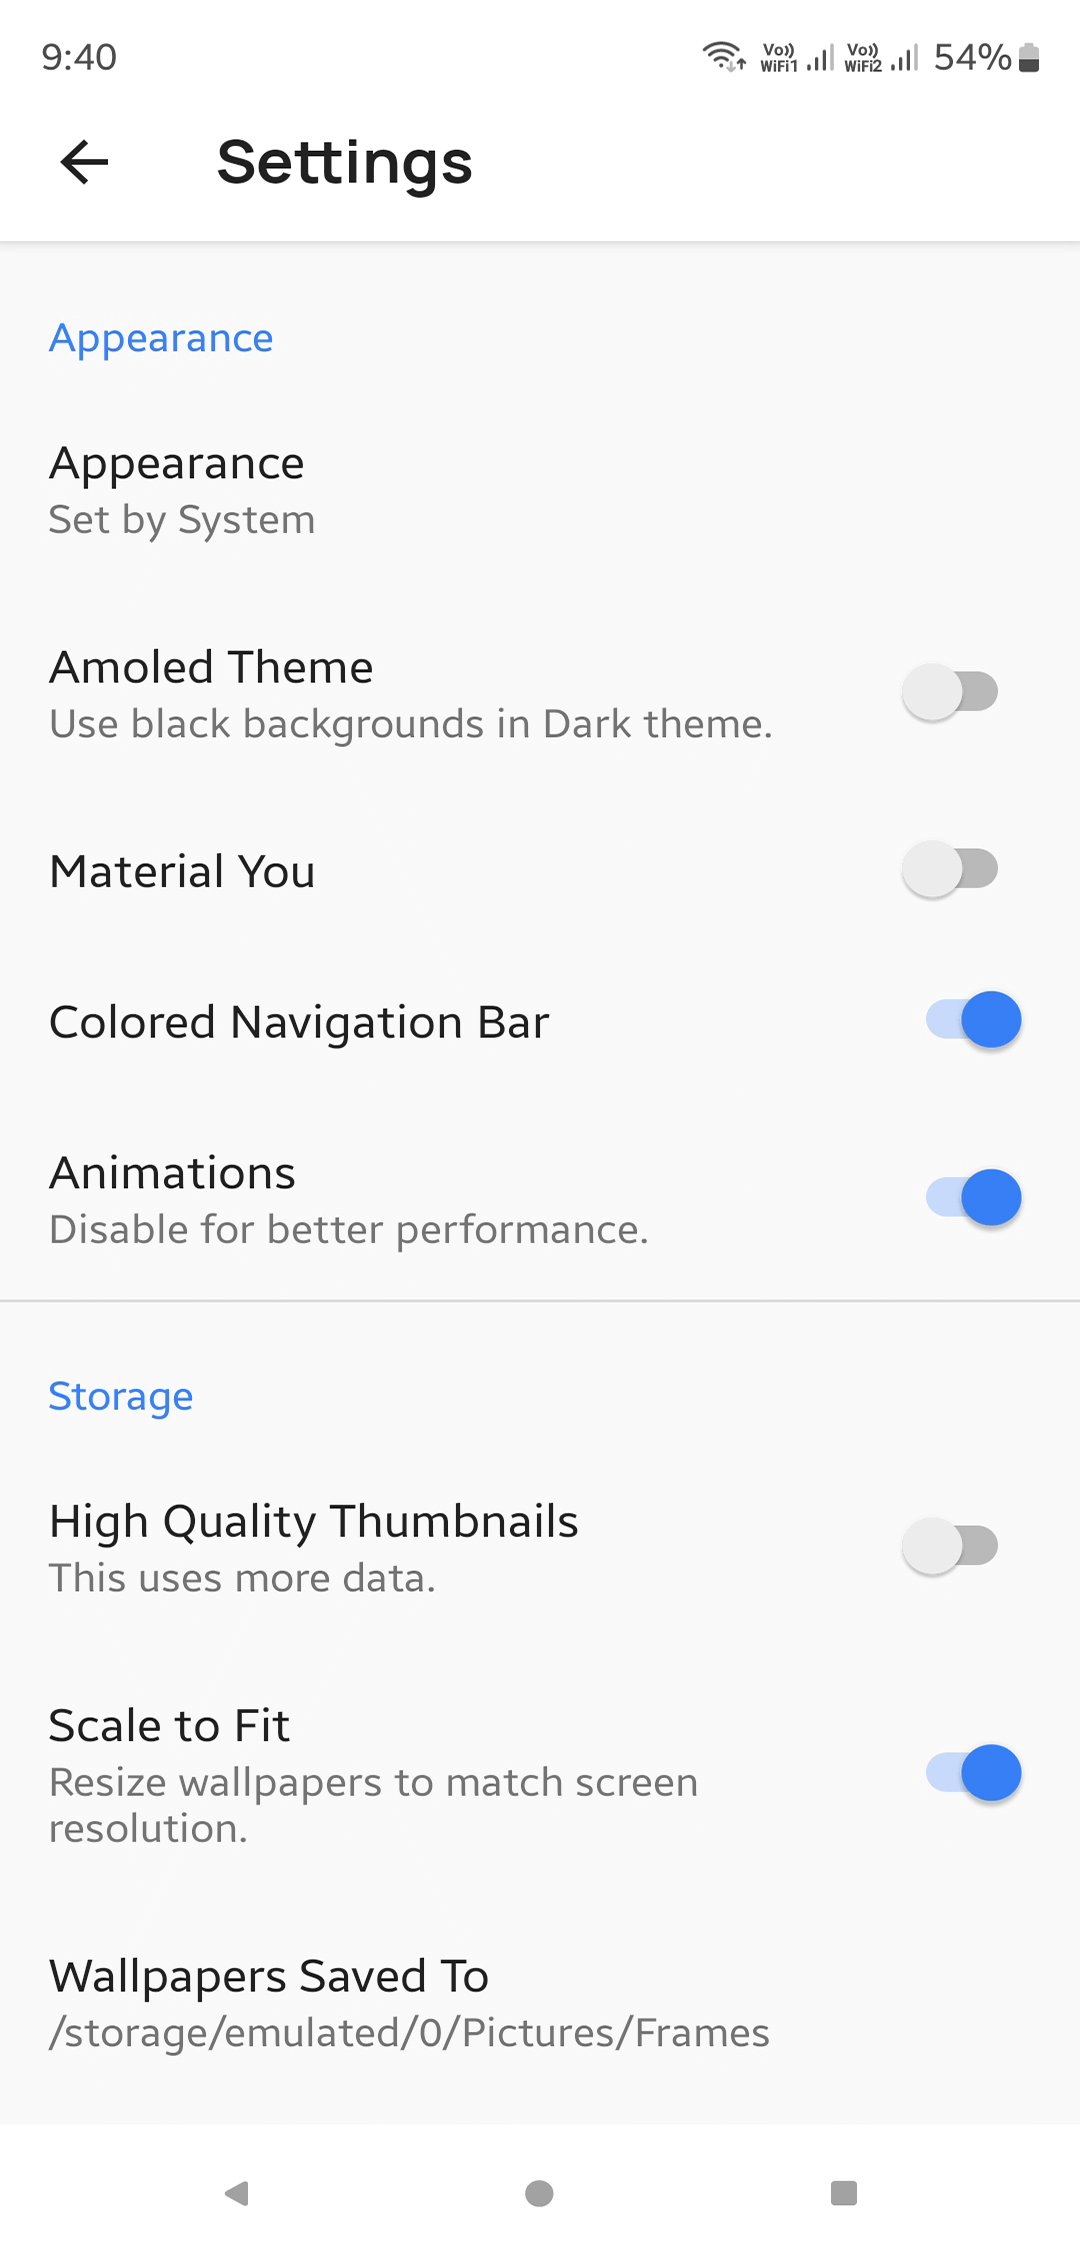 9:40
Vo)) WiFi1 Vo)) WiFi2 54%
Settings
Appearance
Appearance
Set by System
Amoled Theme
Use black backgrounds in Dark theme.
Material You
Colored Navigation Bar
Animations
Disable for better performance.
Storage
High Quality Thumbnails
This uses more data.
Scale to Fit
Resize wallpapers to match screen
resolution.
Wallpapers Saved To
/storage/emulated/0/Pictures/Frames